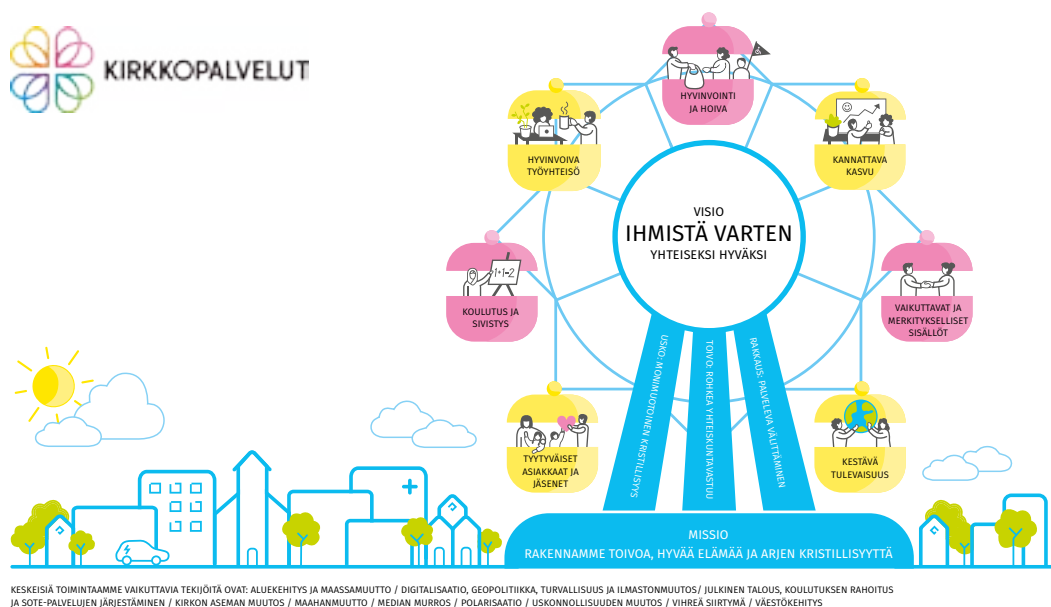 KIRKKOPALVELUT
HYVINVOINTI
JA HOIVA
HYVINVOIVA
TYÖYHTEISÖ
KANNATTAVA
KASVU
VISIO
IHMISTÄ VARTEN
YHTEISEKSI HYVÄKSI
1+1=2
KOULUTUS JA
SIVISTYS
VAIKUTTAVAT JA
MERKITYKSELLISET
SISÄLLÖT
USKO: MONIMUOTOINEN KRISTILLISYYS
TOIVO: ROHKEA YHTEISKUNTAVASTUU
RAKKAUS: PALVELEVA VÄLITTÄMINEN
TYYTYVÄISET
ASIAKKAAT JA
JÄSENET
KESTÄVÄ
TULEVAISUUS
MISSIO
RAKENNAMME TOIVOA, HYVÄÄ ELÄMÄÄ JA ARJEN KRISTILLISYYTTÄ
KESKEISIÄ TOIMINTAAMME VAIKUTTAVIA TEKIJÖITÄ OVAT: ALUEKEHITYS JA MAASSAMUUTTO / DIGITALISAATIO, GEOPOLITIIKKA, TURVALLISUUS JA ILMASTONMUUTOS/ JULKINEN TALOUS, KOULUTUKSEN RAHOITUS
JA SOTE-PALVELUJEN JÄRJESTÄMINEN / KIRKON ASEMAN MUUTOS / MAAHANMUUTTO / MEDIAN MURROS / POLARISAATIO / USKONNOLLISUUDEN MUUTOS / VIHREÄ SIIRTYMÄ / VÄESTÖKEHITYS